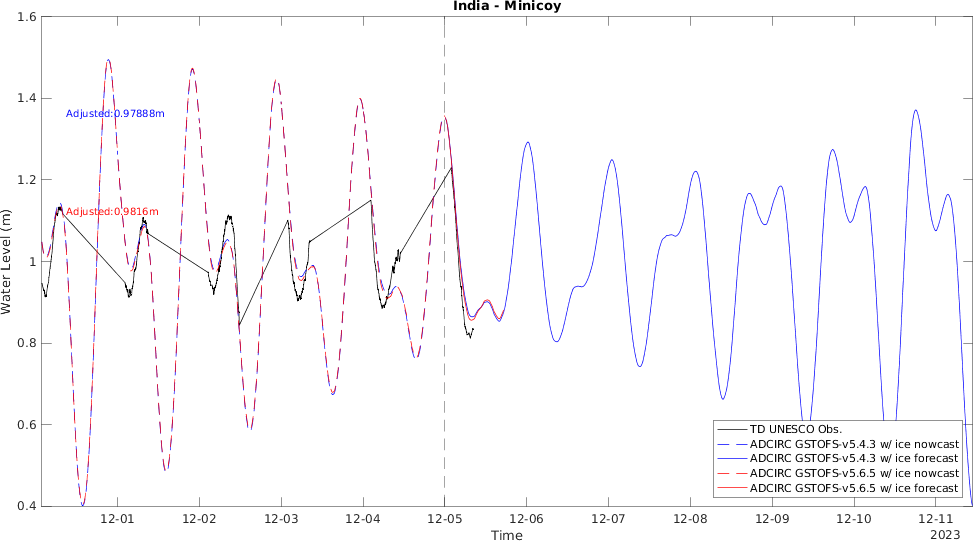 India - Minicoy
1.6
1.4
1.2
1
0.8
0.6
0.4
Water Level (m)
Adjusted:0.97888m
Adjusted:0.9816m
TD UNESCO Obs.
ADCIRC GSTOFS-v5.4.3 w/ ice nowcast
ADCIRC GSTOFS-v5.4.3 w/ ice forecast
ADCIRC GSTOFS-v5.6.5 w/ ice nowcast
ADCIRC GSTOFS-v5.6.5 w/ ice forecast
12-01 12-02 12-03 12-04 12-05 12-06 12-07 12-08 12-09 12-10 12-11
Time
2023